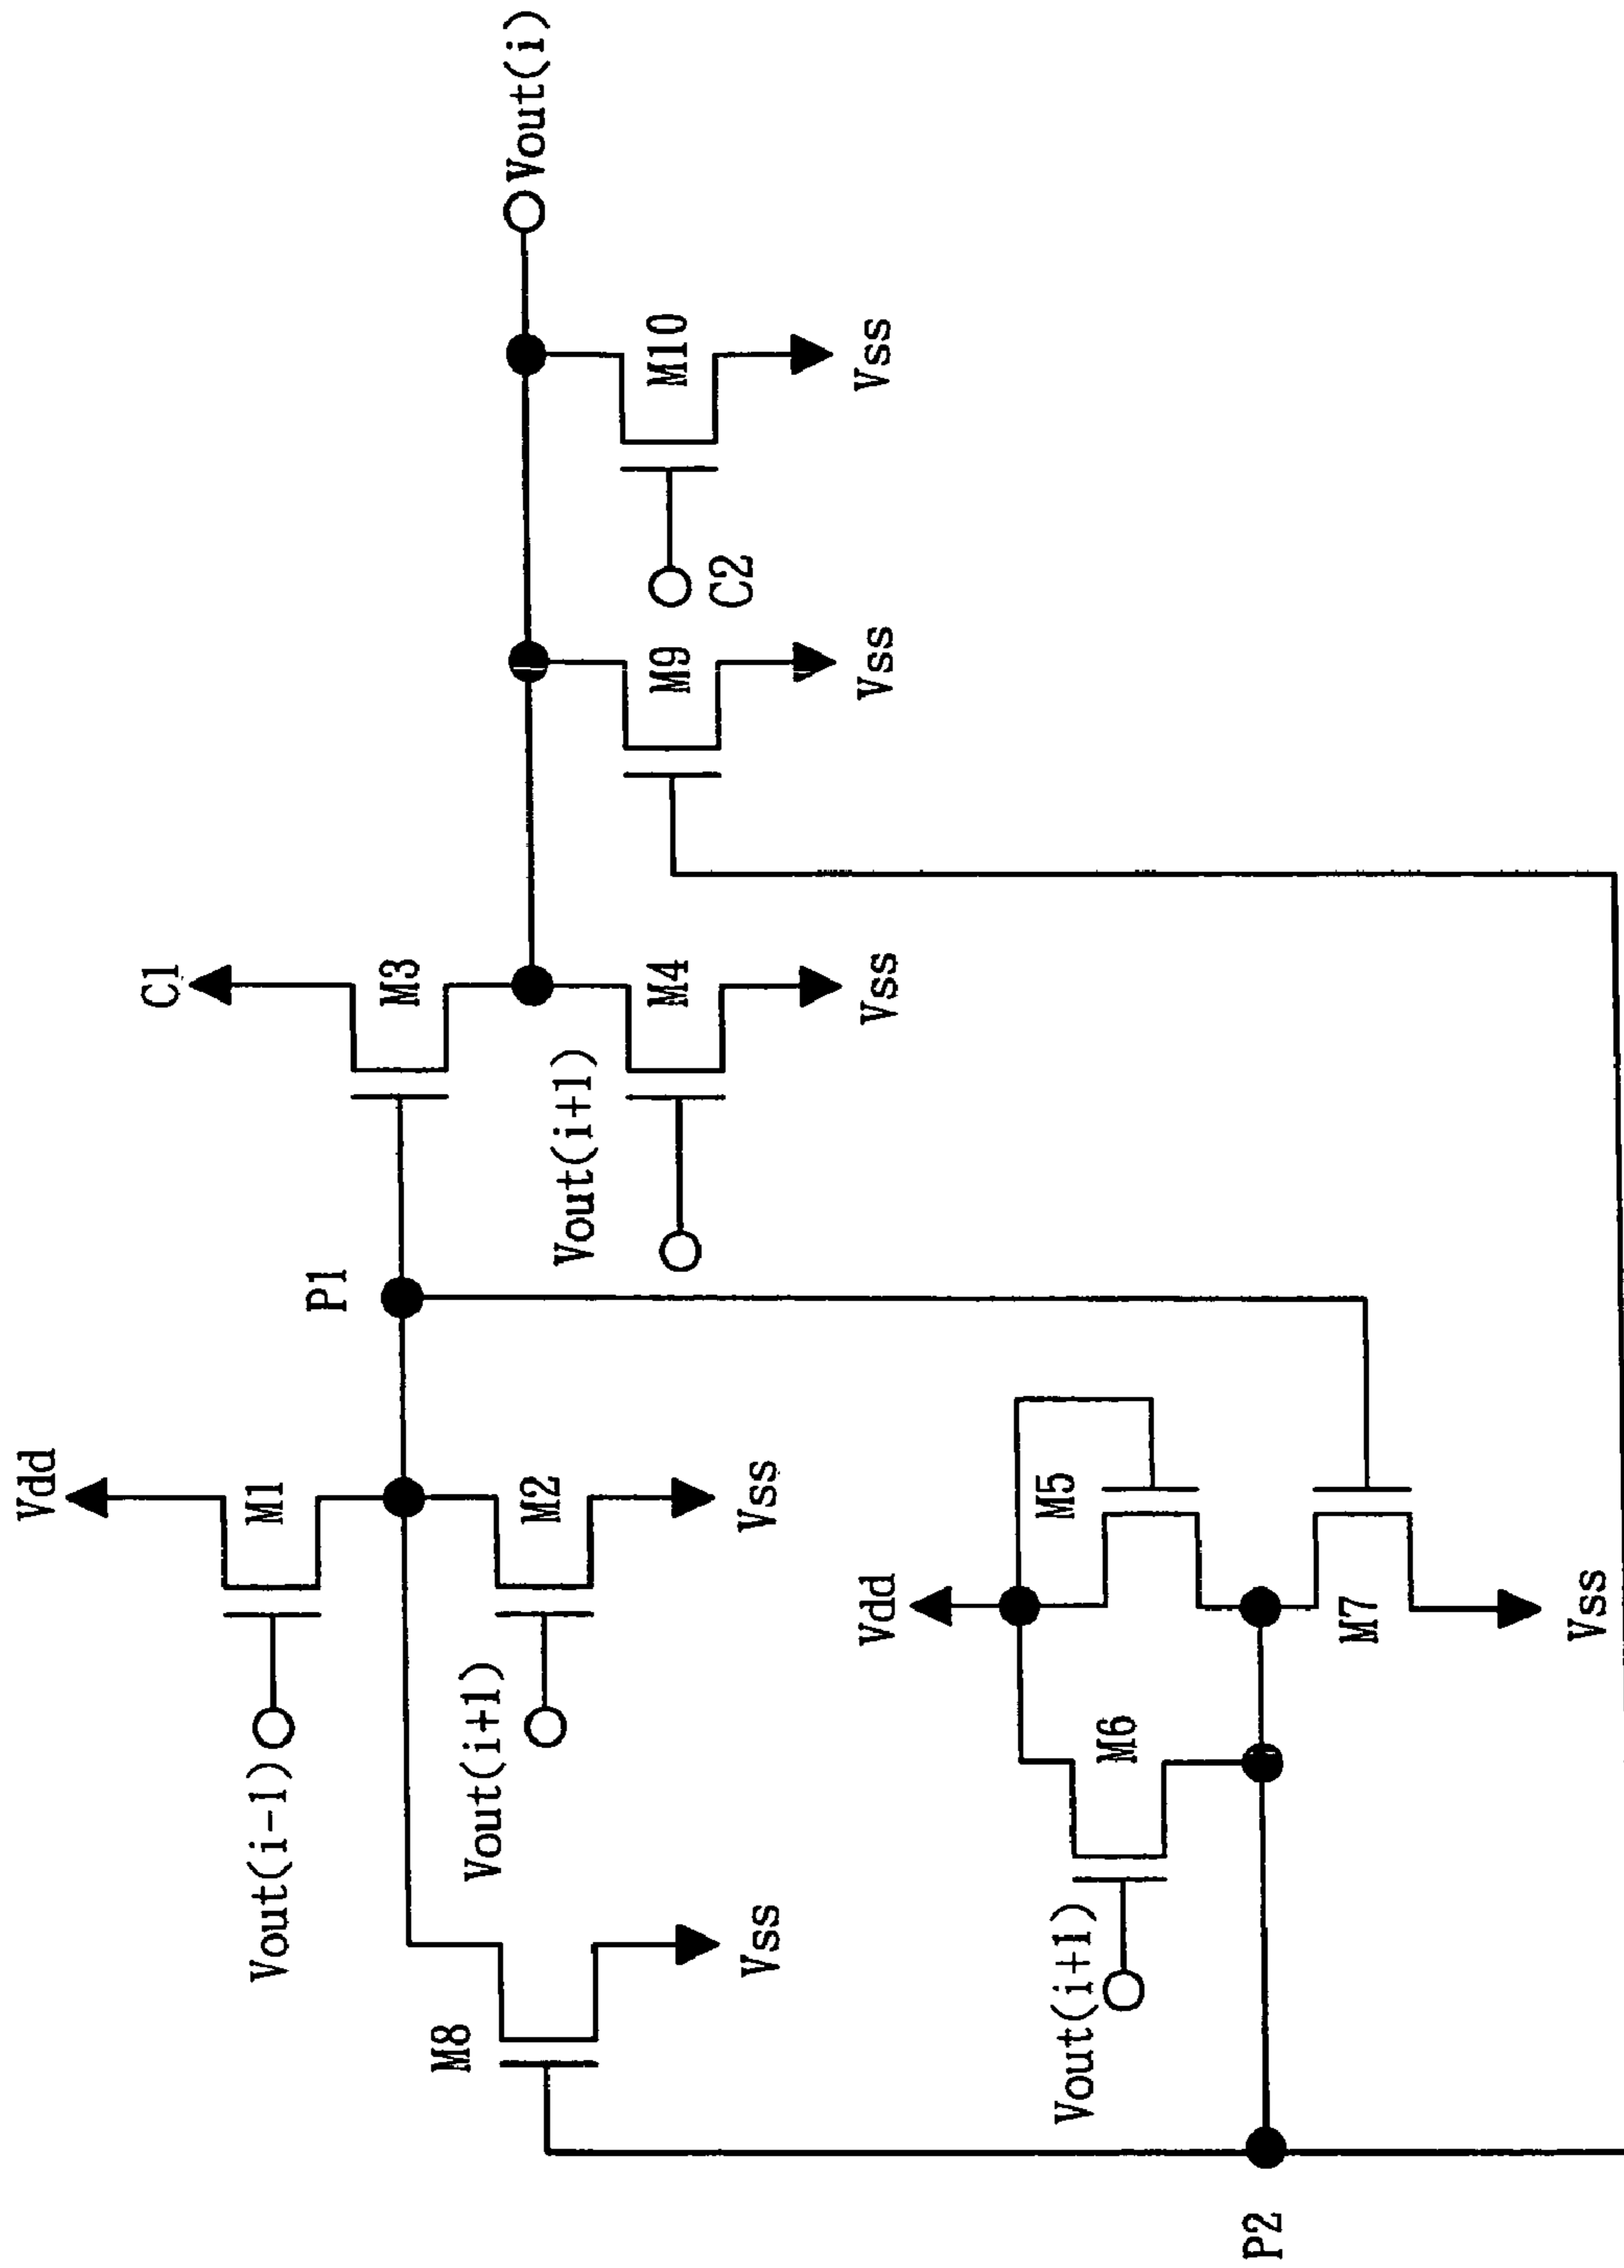 Vdd
Vout(i-1)
M1
P1
C1
M3
M8
Vout(i+1)
M2
Vss
Vss
Vout(i+1)
M4
Vss
M9
Vss
C2
M10
Vss
Vout(i)
Vdd
M5
Vout(i+1)
M6
M7
Vss
P2